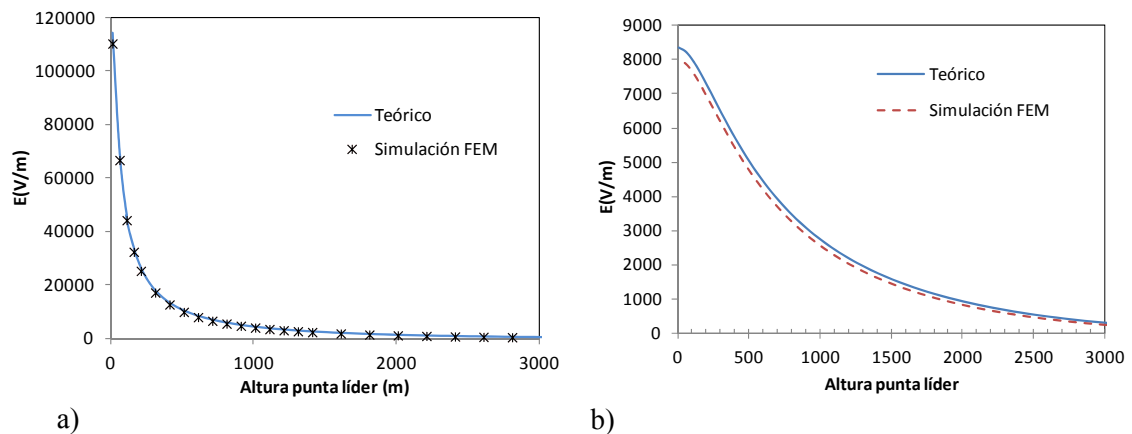 120000
100000
80000
60000
40000
20000
0
E(V/m)
0 1000 2000 3000
Altura punta líder (m)
Teórico
Simulación FEM
a)
9000
8000
7000
6000
5000
4000
3000
2000
1000
0
E(V/m)
0 500 1000 1500 2000 2500 3000
Altura punta líder
Teórico
Simulación FEM
b)